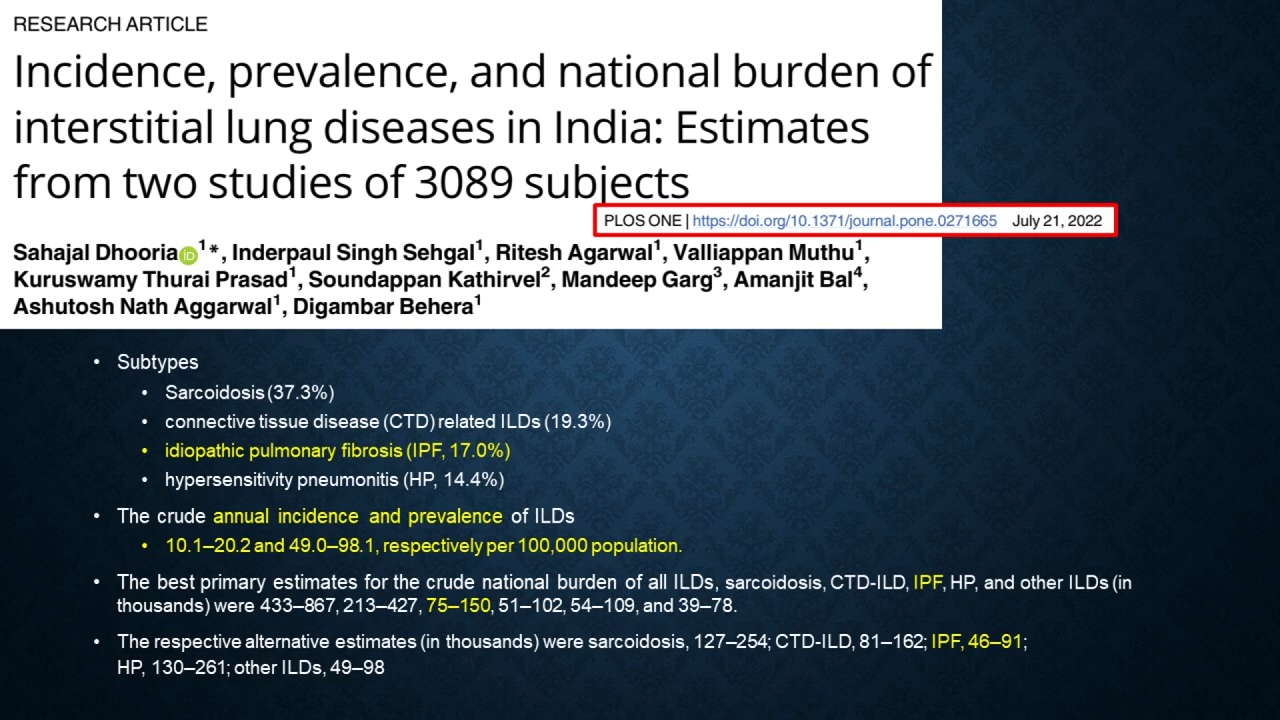 RESEARCH ARTICLE
Incidence, prevalence, and national burden of
interstitial lung diseases in India: Estimates
from two studies of 3089 subjects
PLOS ONE | https://doi.org/10.1371/journal.pone.0271665 July 21, 2022
Sahajal Dhooria iD 1*, Inderpaul Singh Sehgal1, Ritesh Agarwal1, Valliappan Muthu1,
Kuruswamy Thurai Prasad1, Soundappan Kathirvel2, Mandeep Garg3, Amanjit Bal4,
Ashutosh Nath Aggarwal1, Digambar Behera1
• Subtypes
• Sarcoidosis (37.3%)
• connective tissue disease (CTD) related ILDs (19.3%)
• idiopathic pulmonary fibrosis (IPF, 17.0%)
• hypersensitivity pneumonitis (HP, 14.4%)
• The crude annual incidence and prevalence of ILDs
• 10.1–20.2 and 49.0–98.1, respectively per 100,000 population.
• The best primary estimates for the crude national burden of all ILDs, sarcoidosis, CTD-ILD, IPF, HP, and other ILDs (in
thousands) were 433–867, 213–427, 75–150, 51–102, 54–109, and 39–78.
• The respective alternative estimates (in thousands) were sarcoidosis, 127–254; CTD-ILD, 81–162; IPF, 46–91;
HP, 130–261; other ILDs, 49–98